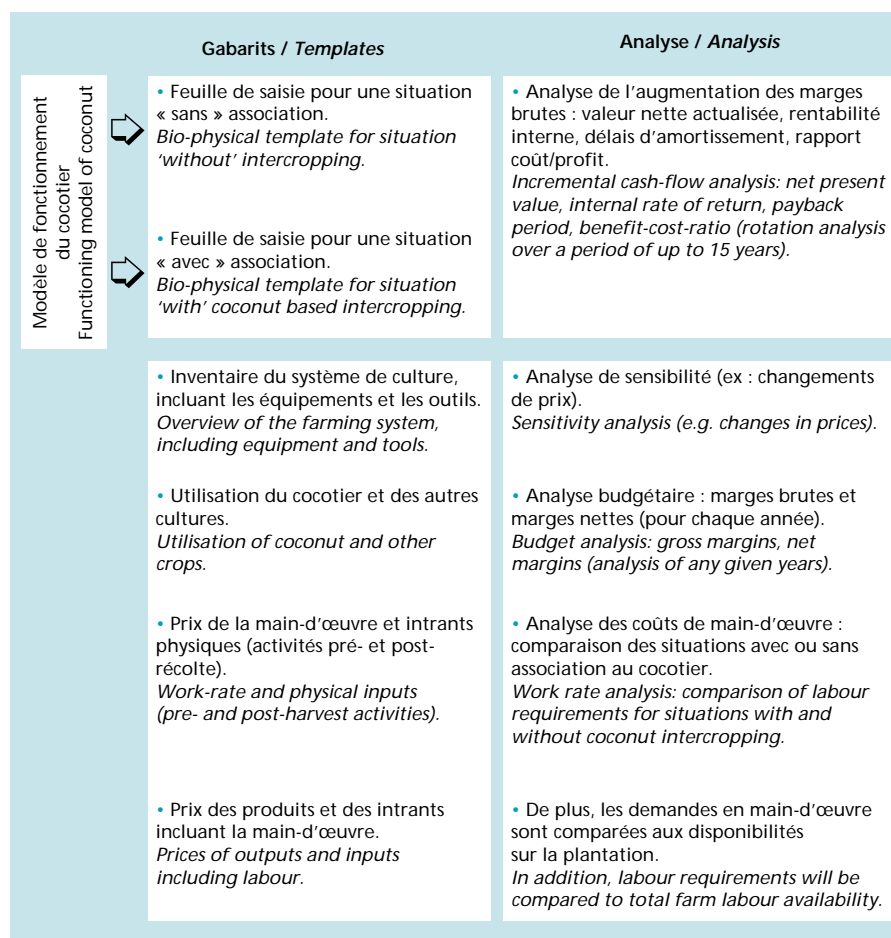 Gabarits / Templates
Analyse / Analysis
Modèle de fonctionnement
du cocotier
Functioning model of coconut
• Feuille de saisie pour une situation
« sans » association.
Bio-physical template for situation
‘without’ intercropping.
• Feuille de saisie pour une situation
« avec » association.
Bio-physical template for situation
‘with’ coconut based intercropping.
• Analyse de l’augmentation des marges
brutes : valeur nette actualisée, rentabilité
interne, délais d’amortissement, rapport
coût/profit.
Incremental cash-flow analysis: net present
value, internal rate of return, payback
period, benefit-cost-ratio (rotation analysis
over a period of up to 15 years).
• Inventaire du système de culture,
incluant les équipements et les outils.
Overview of the farming system,
including equipment and tools.
• Utilisation du cocotier et des autres
cultures.
Utilisation of coconut and other
crops.
• Prix de la main-d’œuvre et intrants
physiques (activités pré- et post-
récolte).
Work-rate and physical inputs
(pre- and post-harvest activities).
• Prix des produits et des intrants
incluant la main-d’œuvre.
Prices of outputs and inputs
including labour.
• Analyse de sensibilité (ex : changements
de prix).
Sensitivity analysis (e.g. changes in prices).
• Analyse budgétaire : marges brutes et
marges nettes (pour chaque année).
Budget analysis: gross margins, net
margins (analysis of any given years).
• Analyse des coûts de main-d’œuvre :
comparaison des situations avec ou sans
association au cocotier.
Work rate analysis: comparison of labour
requirements for situations with and
without coconut intercropping.
• De plus, les demandes en main-d’œuvre
sont comparées aux disponibilités
sur la plantation.
In addition, labour requirements will be
compared to total farm labour availability.